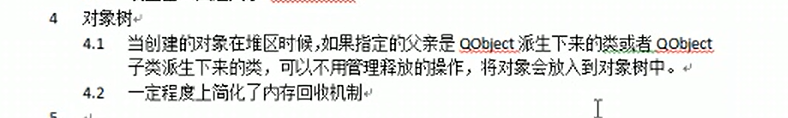 4 对象树
4.1 当创建的对象在堆区时候,如果指定的父亲是 QObject 派生下来的类或者 QObject
子类派生下来的类，可以不用管理释放的操作，将对象会放入到对象树中。
4.2 一定程度上简化了内存回收机制
5